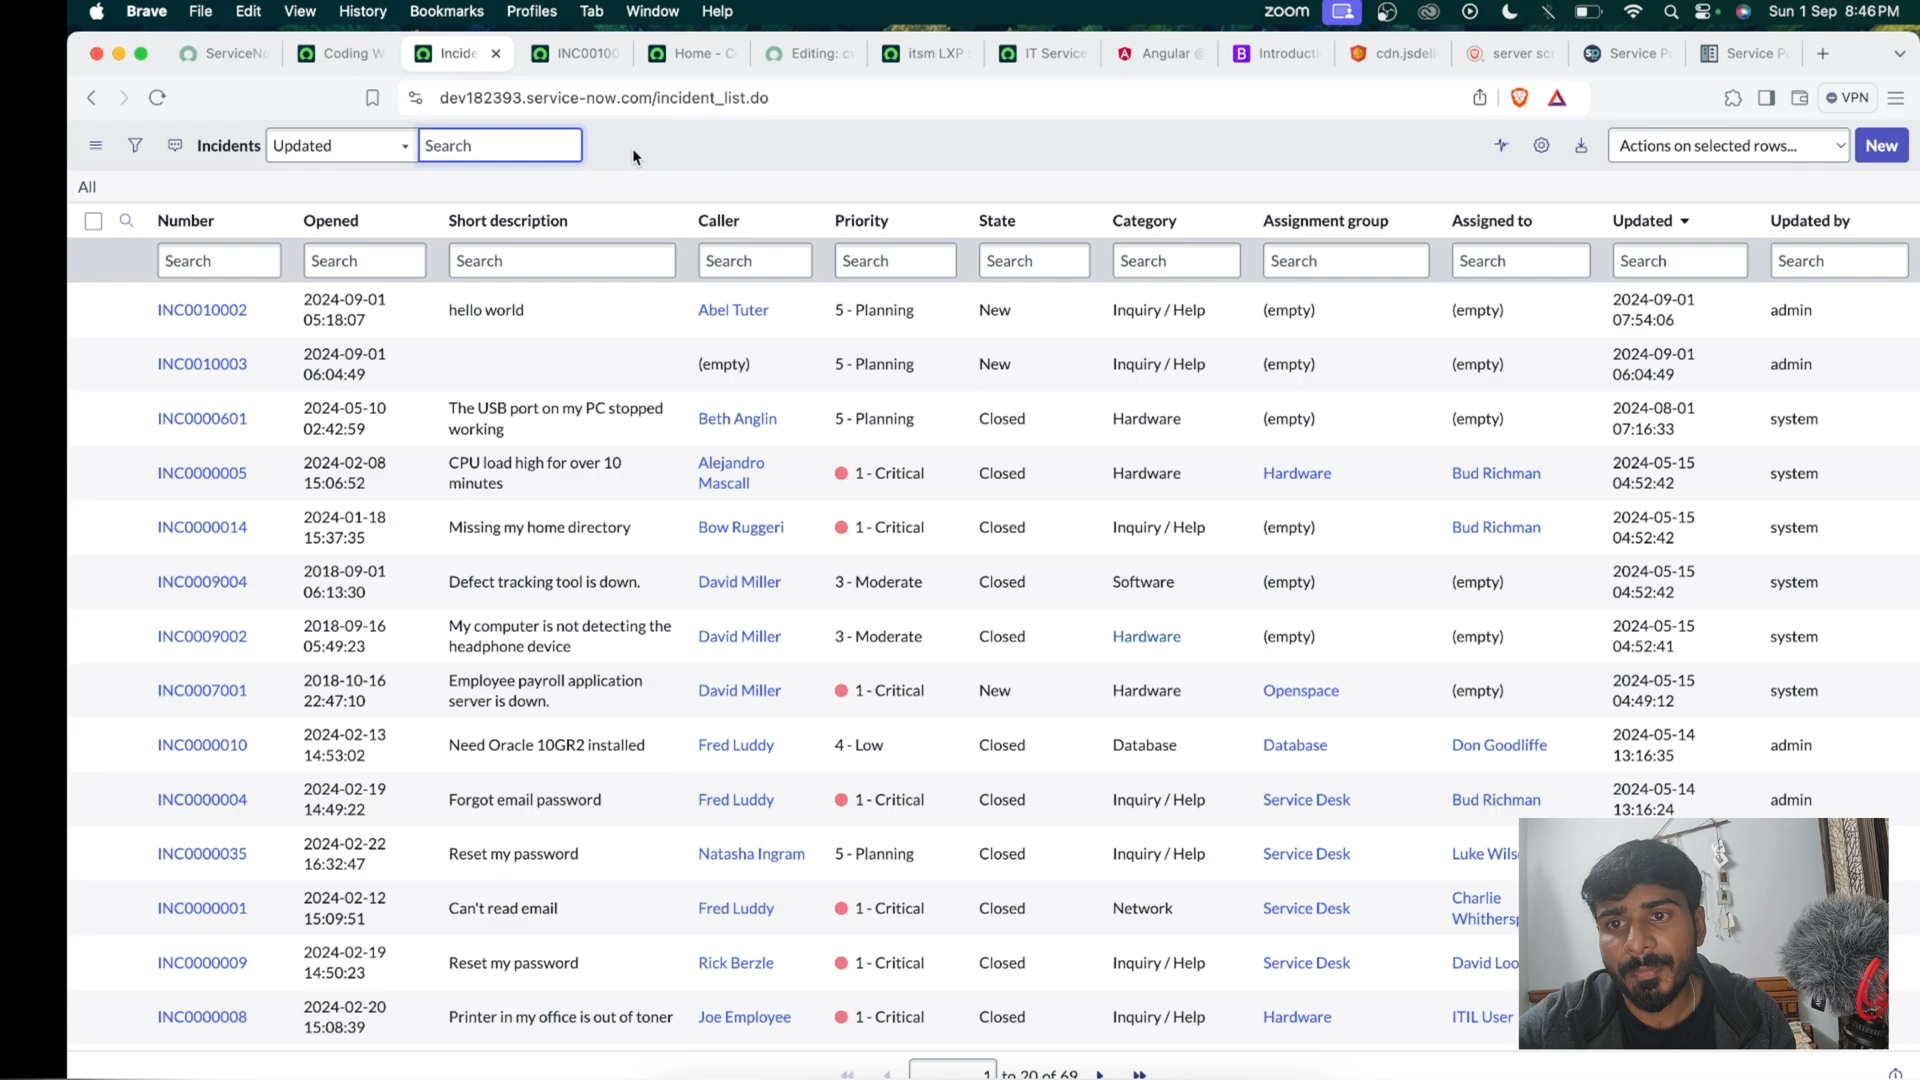 Brave File Edit View History Bookmarks Profiles Tab Window Help zoom Sun 1 Sep 8:46 PM
ServiceNo Coding W Incide INC00100 Home - C Editing: cv itsm LXP IT Service Angular @ Introducti cdn.jsdeli server scr Service P Service P
dev182393.service-now.com/incident_list.do VPN
Incidents Updated Search Actions on selected rows... New
All
Number Opened Short description Caller Priority State Category Assignment group Assigned to Updated Updated by
Search Search Search Search Search Search Search Search Search Search Search
INC0010002 2024-09-01 05:18:07 hello world Abel Tuter 5 - Planning New Inquiry / Help (empty) (empty) 2024-09-01 07:54:06 admin
INC0010003 2024-09-01 06:04:49 (empty) 5 - Planning New Inquiry / Help (empty) (empty) 2024-09-01 06:04:49 admin
INC0000601 2024-05-10 02:42:59 The USB port on my PC stopped working Beth Anglin 5 - Planning Closed Hardware (empty) (empty) 2024-08-01 07:16:33 system
INC0000005 2024-02-08 15:06:52 CPU load high for over 10 minutes Alejandro Mascall 1 - Critical Closed Hardware Hardware Bud Richman 2024-05-15 04:52:42 system
INC0000014 2024-01-18 15:37:35 Missing my home directory Bow Ruggeri 1 - Critical Closed Inquiry / Help (empty) Bud Richman 2024-05-15 04:52:42 system
INC0009004 2018-09-01 06:13:30 Defect tracking tool is down. David Miller 3 - Moderate Closed Software (empty) (empty) 2024-05-15 04:52:42 system
INC0009002 2018-09-16 05:49:23 My computer is not detecting the headphone device David Miller 3 - Moderate Closed Hardware (empty) (empty) 2024-05-15 04:52:41 system
INC0007001 2018-10-16 22:47:10 Employee payroll application server is down. David Miller 1 - Critical New Hardware Openspace (empty) 2024-05-15 04:49:12 system
INC0000010 2024-02-13 14:53:02 Need Oracle 10GR2 installed Fred Luddy 4 - Low Closed Database Database Don Goodliffe 2024-05-14 13:16:35 admin
INC0000004 2024-02-19 14:49:22 Forgot email password Fred Luddy 1 - Critical Closed Inquiry / Help Service Desk Bud Richman 2024-05-14 13:16:24 admin
INC0000035 2024-02-22 16:32:47 Reset my password Natasha Ingram 5 - Planning Closed Inquiry / Help Service Desk Luke Wils
INC0000001 2024-02-12 15:09:51 Can't read email Fred Luddy 1 - Critical Closed Network Service Desk Charlie Whithersp
INC0000009 2024-02-19 14:50:23 Reset my password Rick Berzle 1 - Critical Closed Inquiry / Help Service Desk David Loo
INC0000008 2024-02-20 15:08:39 Printer in my office is out of toner Joe Employee 1 - Critical Closed Inquiry / Help Hardware ITIL User
1 to 20 of 69